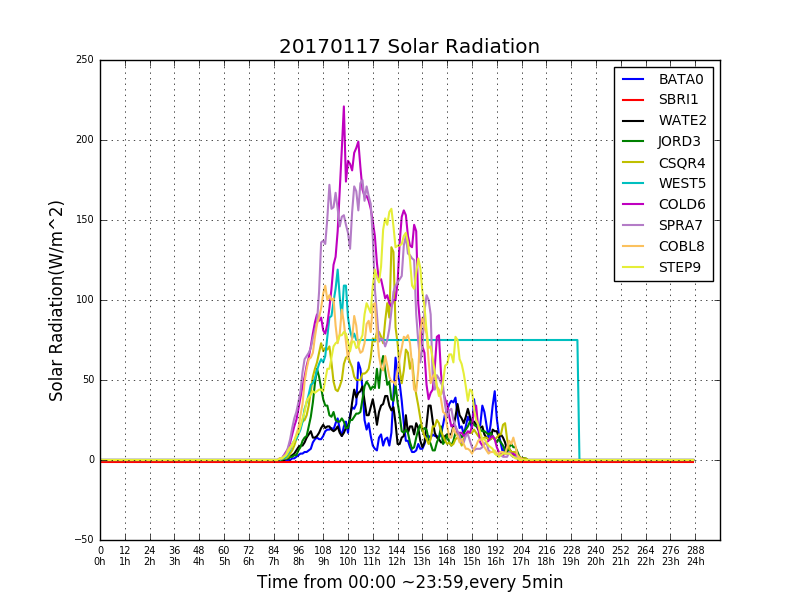 20170117 Solar Radiation
Solar Radiation(W/m^2)
250
200
150
100
50
0
−50
BATA0
SBRI1
WATE2
JORD3
CSQR4
WEST5
COLD6
SPRA7
COBL8
STEP9
0 12 24 36 48 60 72 84 96 108 120 132 144 156 168 180 192 204 216 228 240 252 264 276 288
0h 1h 2h 3h 4h 5h 6h 7h 8h 9h 10h 11h 12h 13h 14h 15h 16h 17h 18h 19h 20h 21h 22h 23h 24h
Time from 00:00 ~23:59,every 5min